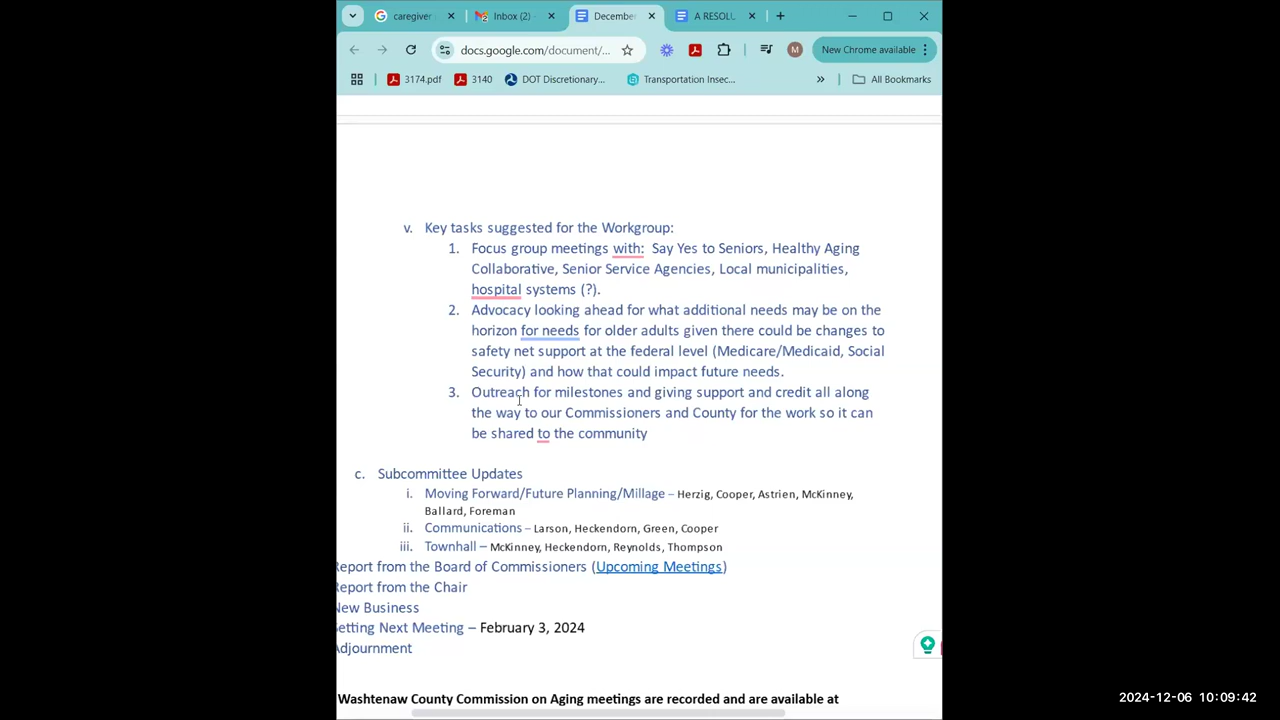 caregiver
Inbox (2)
December
A RESOLU
docs.google.com/document/...
M
New Chrome available
3174.pdf
3140
DOT Discretionary...
Transportation Insec...
»
All Bookmarks
v. Key tasks suggested for the Workgroup:
1. Focus group meetings with: Say Yes to Seniors, Healthy Aging
Collaborative, Senior Service Agencies, Local municipalities,
hospital systems (?).
2. Advocacy looking ahead for what additional needs may be on the
horizon for needs for older adults given there could be changes to
safety net support at the federal level (Medicare/Medicaid, Social
Security) and how that could impact future needs.
3. Outreach for milestones and giving support and credit all along
the way to our Commissioners and County for the work so it can
be shared to the community
c. Subcommittee Updates
i. Moving Forward/Future Planning/Millage – Herzig, Cooper, Astrien, McKinney,
Ballard, Foreman
ii. Communications – Larson, Heckendorn, Green, Cooper
iii. Townhall – McKinney, Heckendorn, Reynolds, Thompson
Report from the Board of Commissioners (Upcoming Meetings)
Report from the Chair
New Business
Setting Next Meeting – February 3, 2024
Adjournment
Washtenaw County Commission on Aging meetings are recorded and are available at
2024-12-06 10:09:42